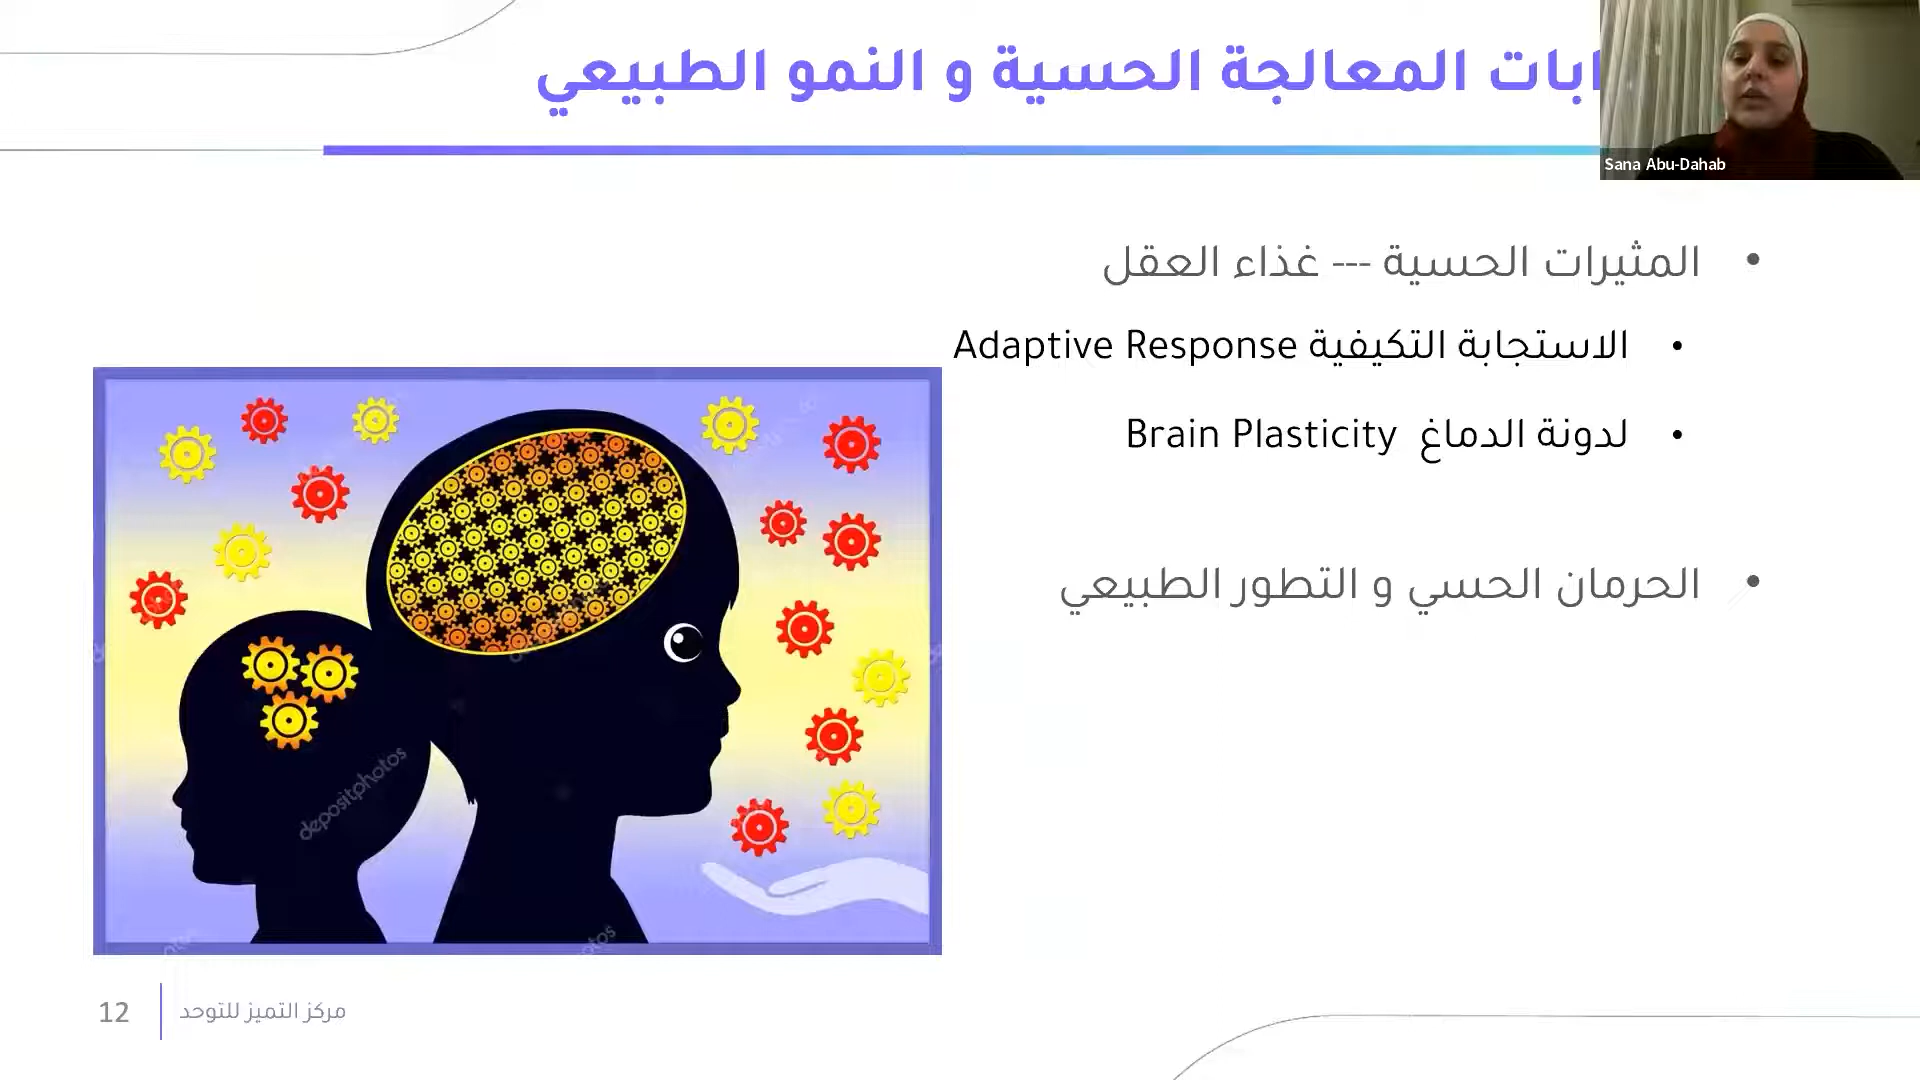 المعالجة الحسية و النمو الطبيعي
Sana Abu-Dahab
• المثيرات الحسية --- غذاء العقل
• الاستجابة التكيفية Adaptive Response
• لدونة الدماغ Brain Plasticity
• الحرمان الحسي و التطور الطبيعي
depositphotos
مركز التميز للتوحد
12